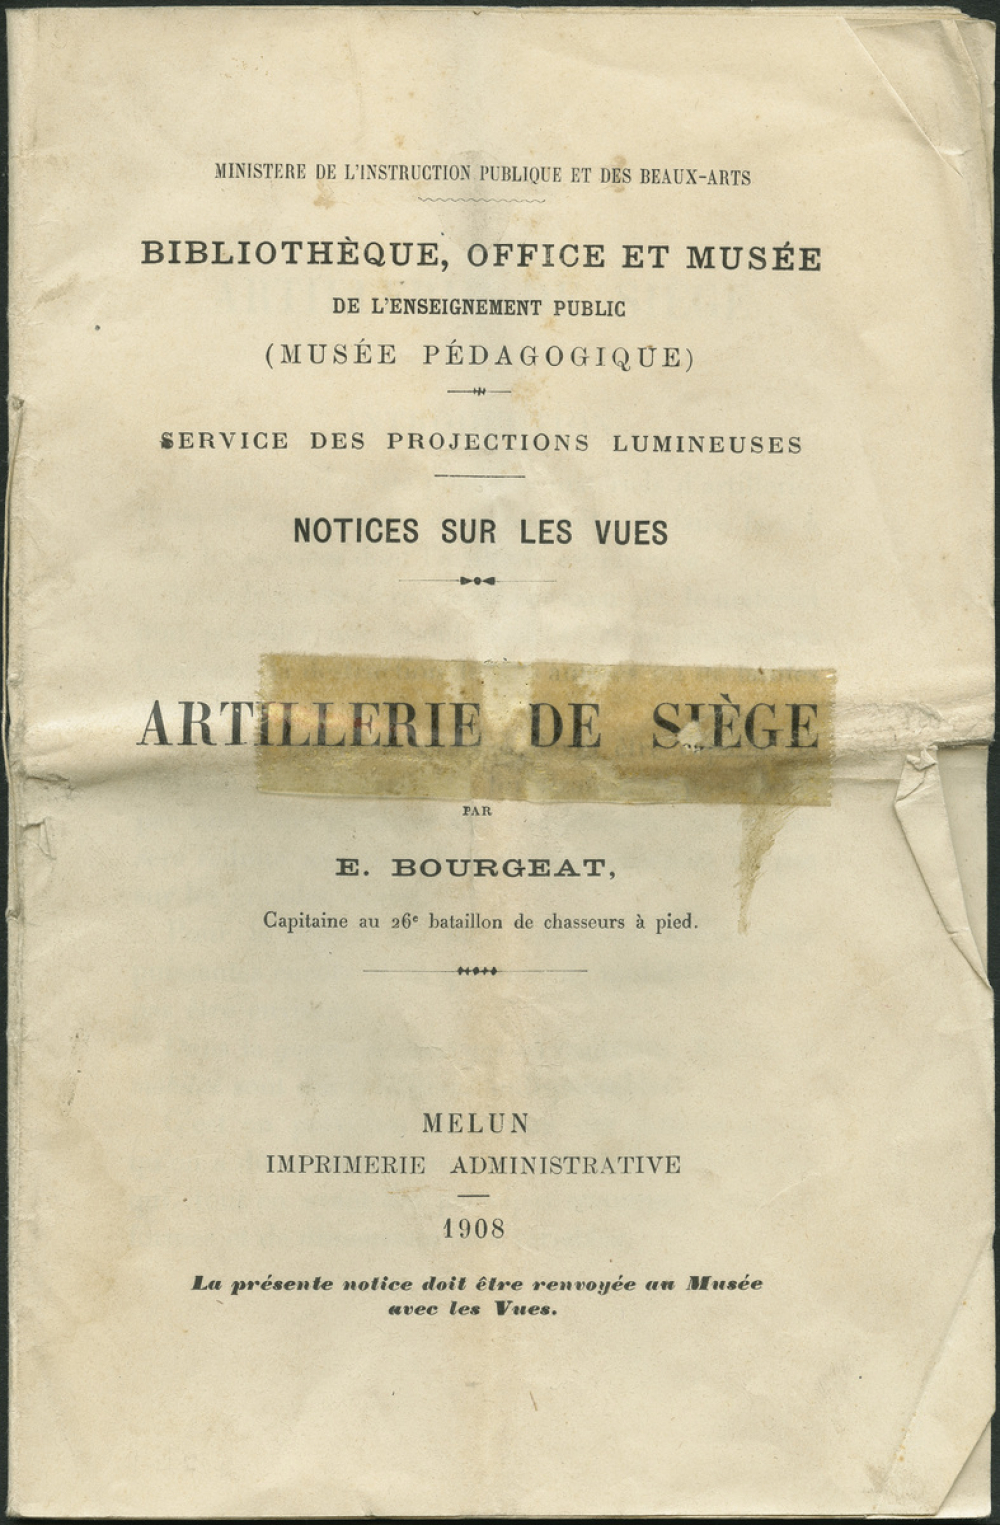 MINISTERE DE L'INSTRUCTION PUBLIQUE ET DES BEAUX-ARTS
BIBLIOTHÈQUE, OFFICE ET MUSÉE
DE L'ENSEIGNEMENT PUBLIC
(MUSÉE PÉDAGOGIQUE)
SERVICE DES PROJECTIONS LUMINEUSES
NOTICES SUR LES VUES
ARTILLERIE DE SIÈGE
PAR
E. BOURGEAT,
Capitaine au 26e bataillon de chasseurs à pied.
MELUN
IMPRIMERIE ADMINISTRATIVE
1908
La présente notice doit être renvoyée au Musée
avec les Vues.